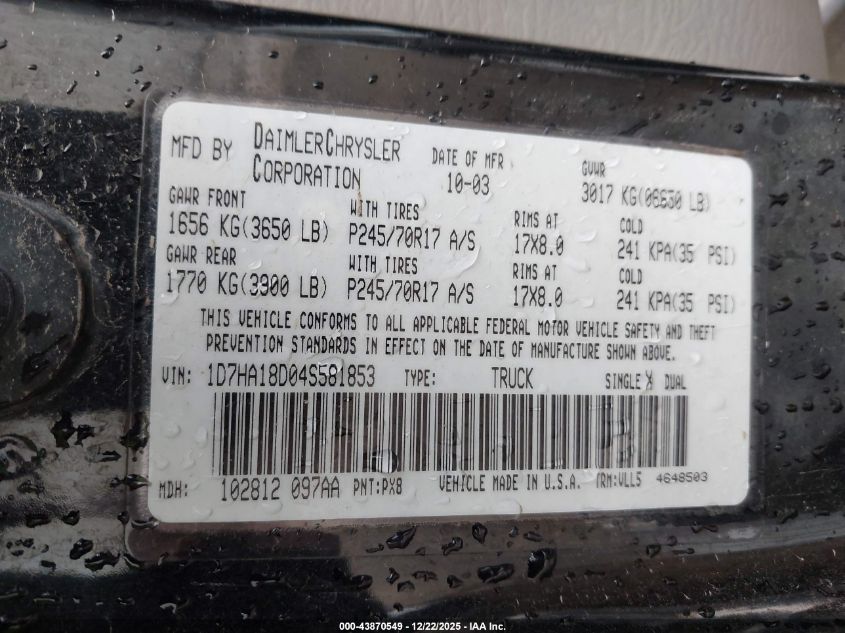 MFD BY DAIMLERCHRYSLER CORPORATION DATE OF MFR 10-03 GVWR 3017 KG(06650 LB)
GAWR FRONT WITH TIRES RIMS AT COLD
1656 KG(3650 LB) P245/70R17 A/S 17X8.0 241 KPA(35 PSI)
GAWR REAR WITH TIRES RIMS AT COLD
1770 KG(3900 LB) P245/70R17 A/S 17X8.0 241 KPA(35 PSI)
THIS VEHICLE CONFORMS TO ALL APPLICABLE FEDERAL MOTOR VEHICLE SAFETY AND THEFT
PREVENTION STANDARDS IN EFFECT ON THE DATE OF MANUFACTURE SHOWN ABOVE.
VIN: 1D7HA18D04S581853 TYPE: TRUCK SINGLE X DUAL
MDH: 102812 097AA PNT:PX8 VEHICLE MADE IN U.S.A. TRM:VLL5 4648503
000-43870549 - 12/22/2025 - IAA Inc.